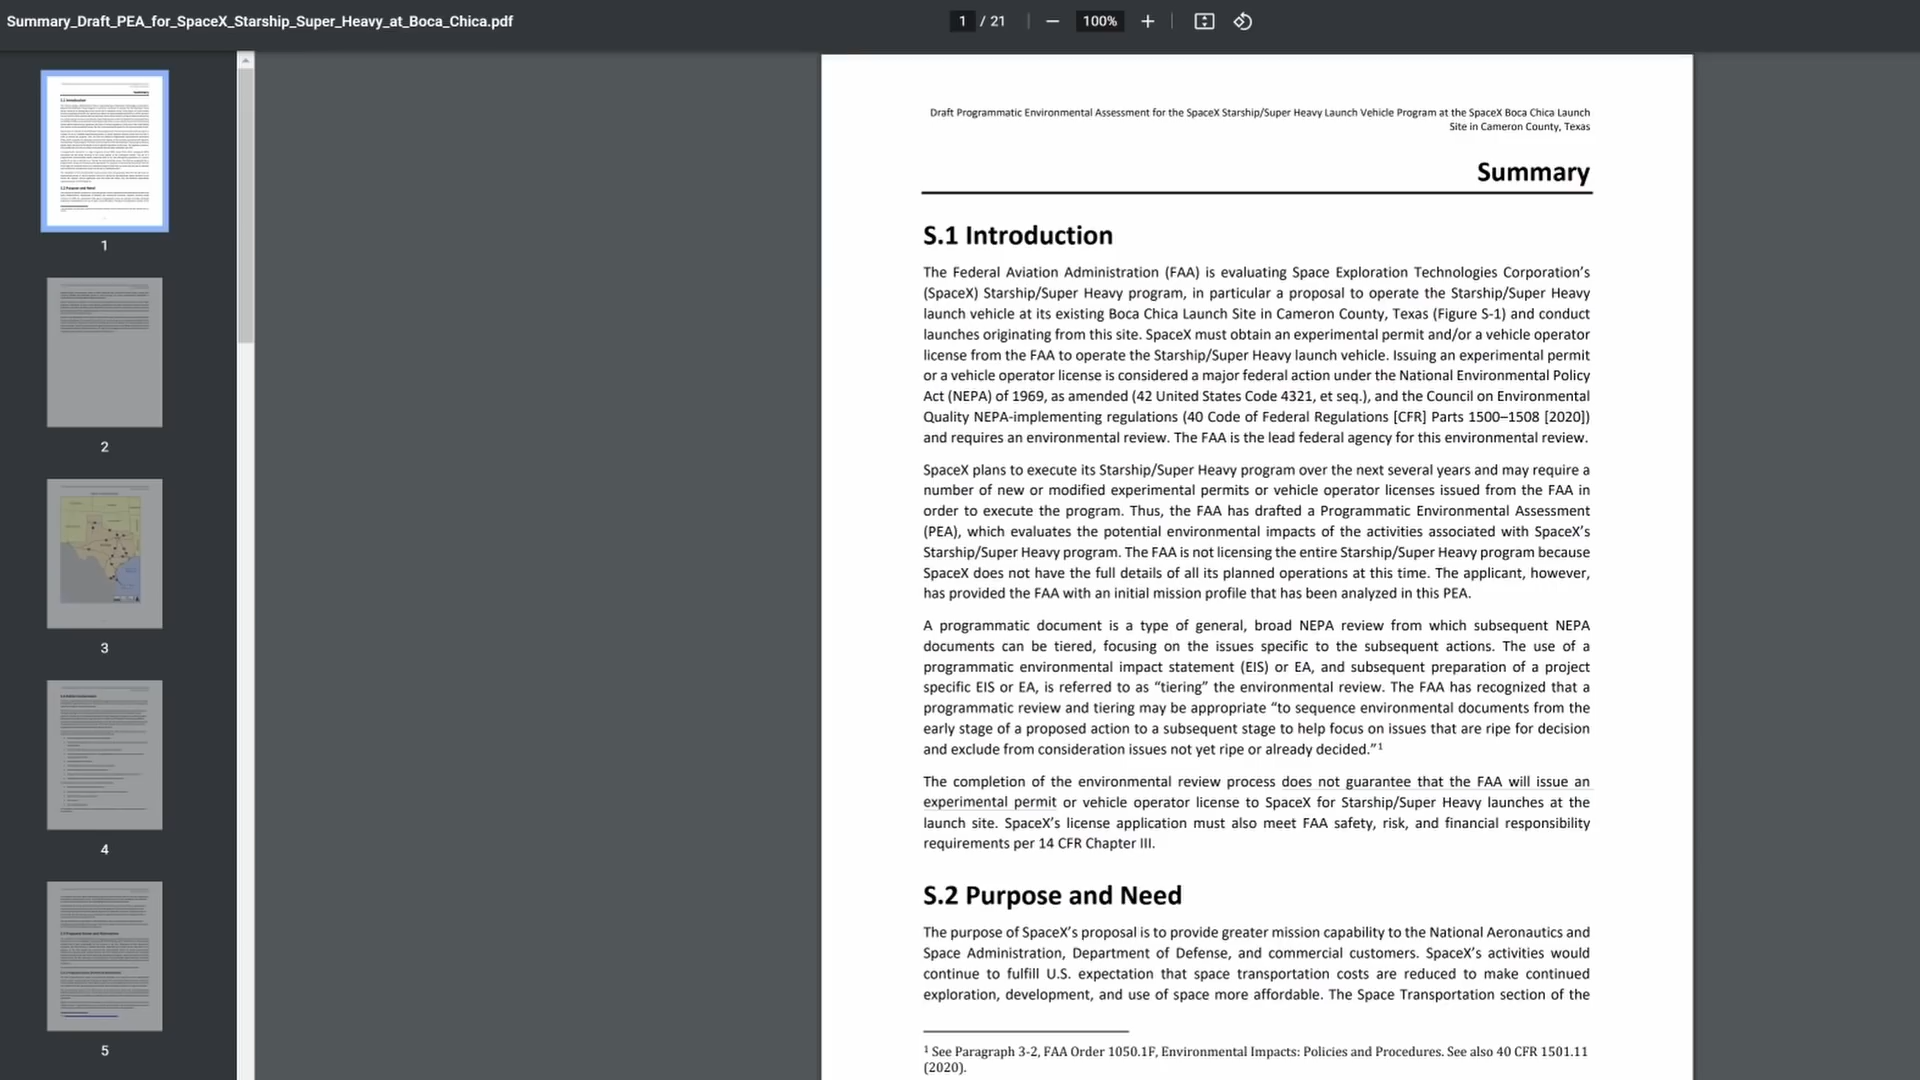 Summary_Draft_PEA_for_SpaceX_Starship_Super_Heavy_at_Boca_Chica.pdf
1 / 21
100%
1
2
3
4
5
Draft Programmatic Environmental Assessment for the SpaceX Starship/Super Heavy Launch Vehicle Program at the SpaceX Boca Chica Launch
Site in Cameron County, Texas
Summary
S.1 Introduction
The Federal Aviation Administration (FAA) is evaluating Space Exploration Technologies Corporation’s
(SpaceX) Starship/Super Heavy program, in particular a proposal to operate the Starship/Super Heavy
launch vehicle at its existing Boca Chica Launch Site in Cameron County, Texas (Figure S-1) and conduct
launches originating from this site. SpaceX must obtain an experimental permit and/or a vehicle operator
license from the FAA to operate the Starship/Super Heavy launch vehicle. Issuing an experimental permit
or a vehicle operator license is considered a major federal action under the National Environmental Policy
Act (NEPA) of 1969, as amended (42 United States Code 4321, et seq.), and the Council on Environmental
Quality NEPA-implementing regulations (40 Code of Federal Regulations [CFR] Parts 1500–1508 [2020])
and requires an environmental review. The FAA is the lead federal agency for this environmental review.
SpaceX plans to execute its Starship/Super Heavy program over the next several years and may require a
number of new or modified experimental permits or vehicle operator licenses issued from the FAA in
order to execute the program. Thus, the FAA has drafted a Programmatic Environmental Assessment
(PEA), which evaluates the potential environmental impacts of the activities associated with SpaceX’s
Starship/Super Heavy program. The FAA is not licensing the entire Starship/Super Heavy program because
SpaceX does not have the full details of all its planned operations at this time. The applicant, however,
has provided the FAA with an initial mission profile that has been analyzed in this PEA.
A programmatic document is a type of general, broad NEPA review from which subsequent NEPA
documents can be tiered, focusing on the issues specific to the subsequent actions. The use of a
programmatic environmental impact statement (EIS) or EA, and subsequent preparation of a project
specific EIS or EA, is referred to as “tiering” the environmental review. The FAA has recognized that a
programmatic review and tiering may be appropriate “to sequence environmental documents from the
early stage of a proposed action to a subsequent stage to help focus on issues that are ripe for decision
and exclude from consideration issues not yet ripe or already decided.”¹
The completion of the environmental review process does not guarantee that the FAA will issue an
experimental permit or vehicle operator license to SpaceX for Starship/Super Heavy launches at the
launch site. SpaceX’s license application must also meet FAA safety, risk, and financial responsibility
requirements per 14 CFR Chapter III.
S.2 Purpose and Need
The purpose of SpaceX’s proposal is to provide greater mission capability to the National Aeronautics and
Space Administration, Department of Defense, and commercial customers. SpaceX’s activities would
continue to fulfill U.S. expectation that space transportation costs are reduced to make continued
exploration, development, and use of space more affordable. The Space Transportation section of the
¹ See Paragraph 3-2, FAA Order 1050.1F, Environmental Impacts: Policies and Procedures. See also 40 CFR 1501.11
(2020).